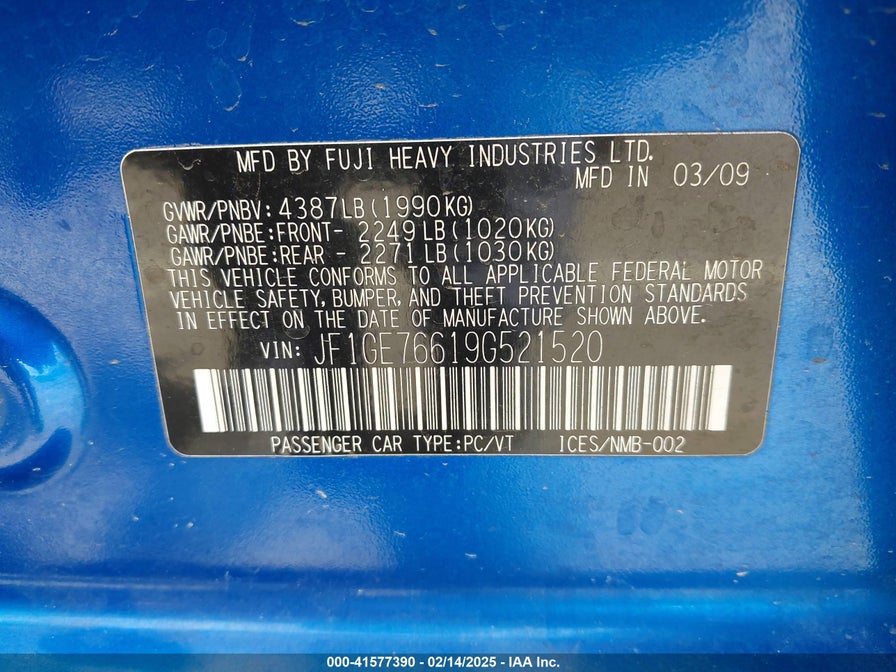 MFD BY FUJI HEAVY INDUSTRIES LTD.
MFD IN 03/09
GVWR/PNBV: 4387LB(1990KG)
GAWR/PNBE:FRONT- 2249LB(1020KG)
GAWR/PNBE:REAR - 2271LB(1030KG)
THIS VEHICLE CONFORMS TO ALL APPLICABLE FEDERAL MOTOR
VEHICLE SAFETY, BUMPER, AND THEFT PREVENTION STANDARDS
IN EFFECT ON THE DATE OF MANUFACTURE SHOWN ABOVE.
VIN: JF1GE76619G521520
PASSENGER CAR TYPE:PC/VT ICES/NMB-002
000-41577390 - 02/14/2025 - IAA Inc.